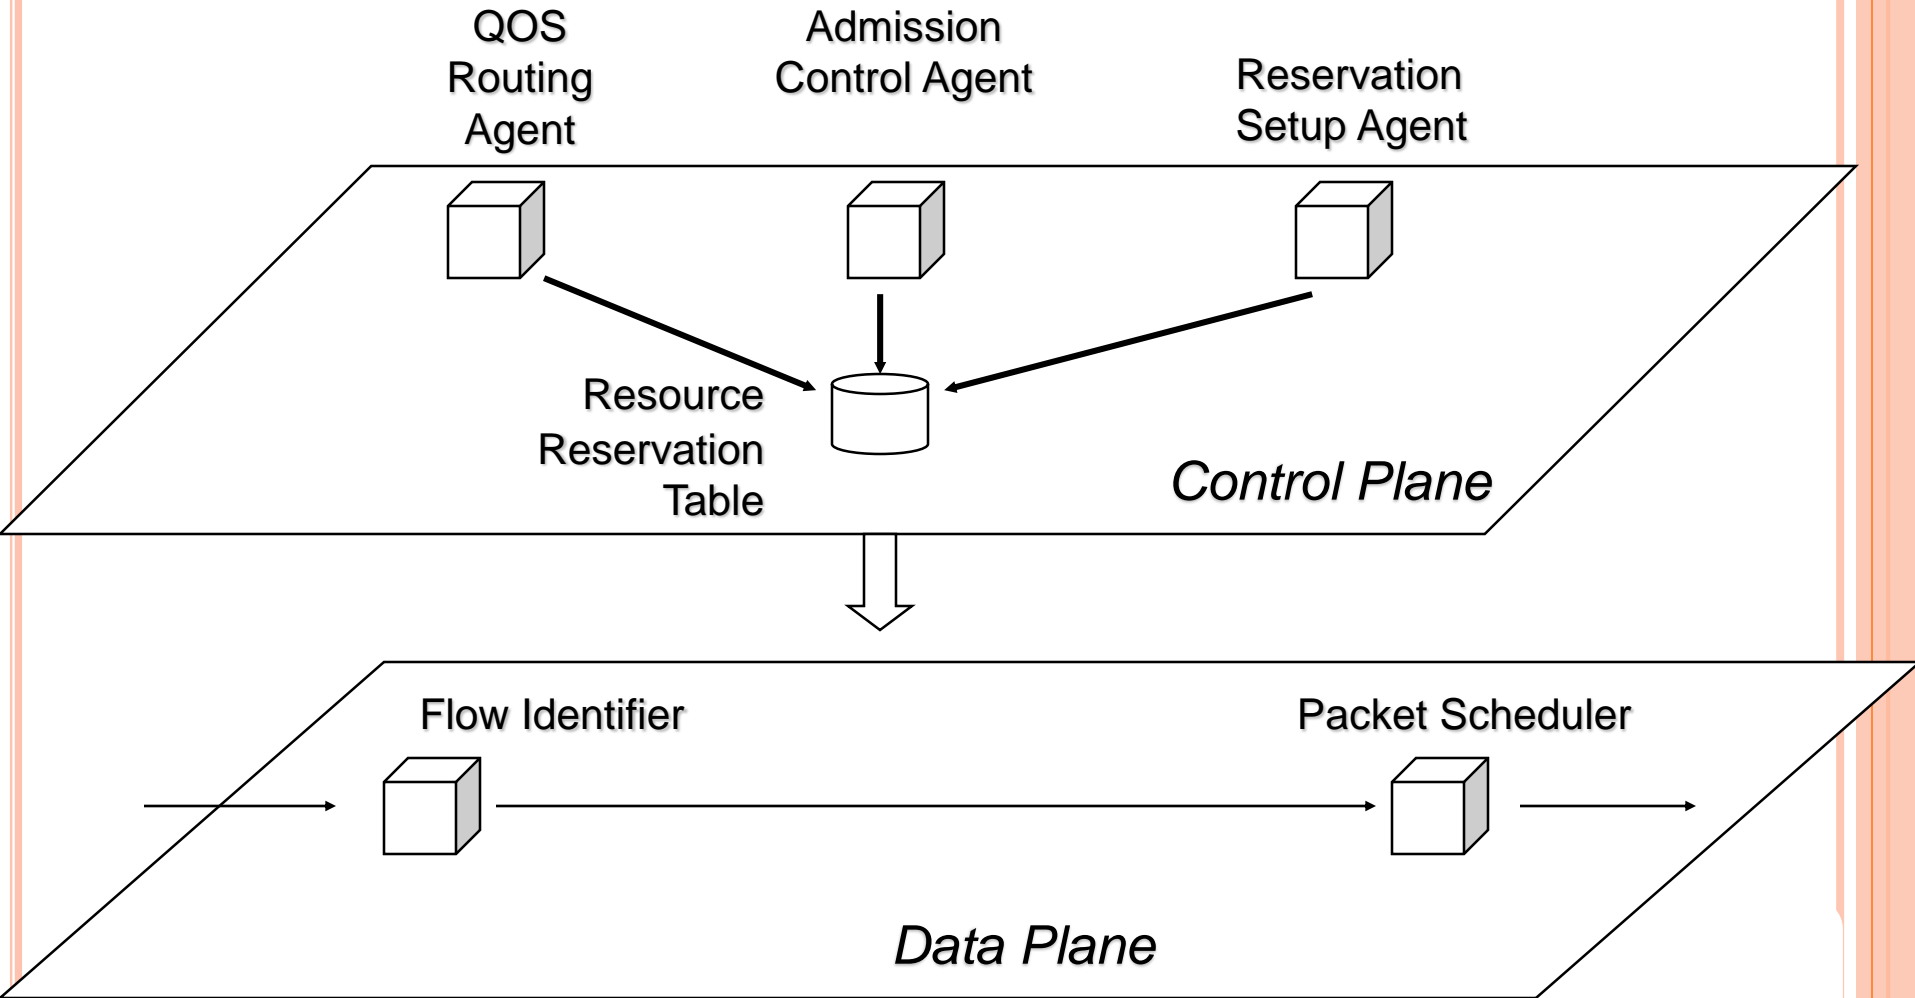 QOS
Routing
Agent
Admission
Control Agent
Reservation
Setup Agent
Resource
Reservation
Table
Control Plane
Flow Identifier
Packet Scheduler
Data Plane